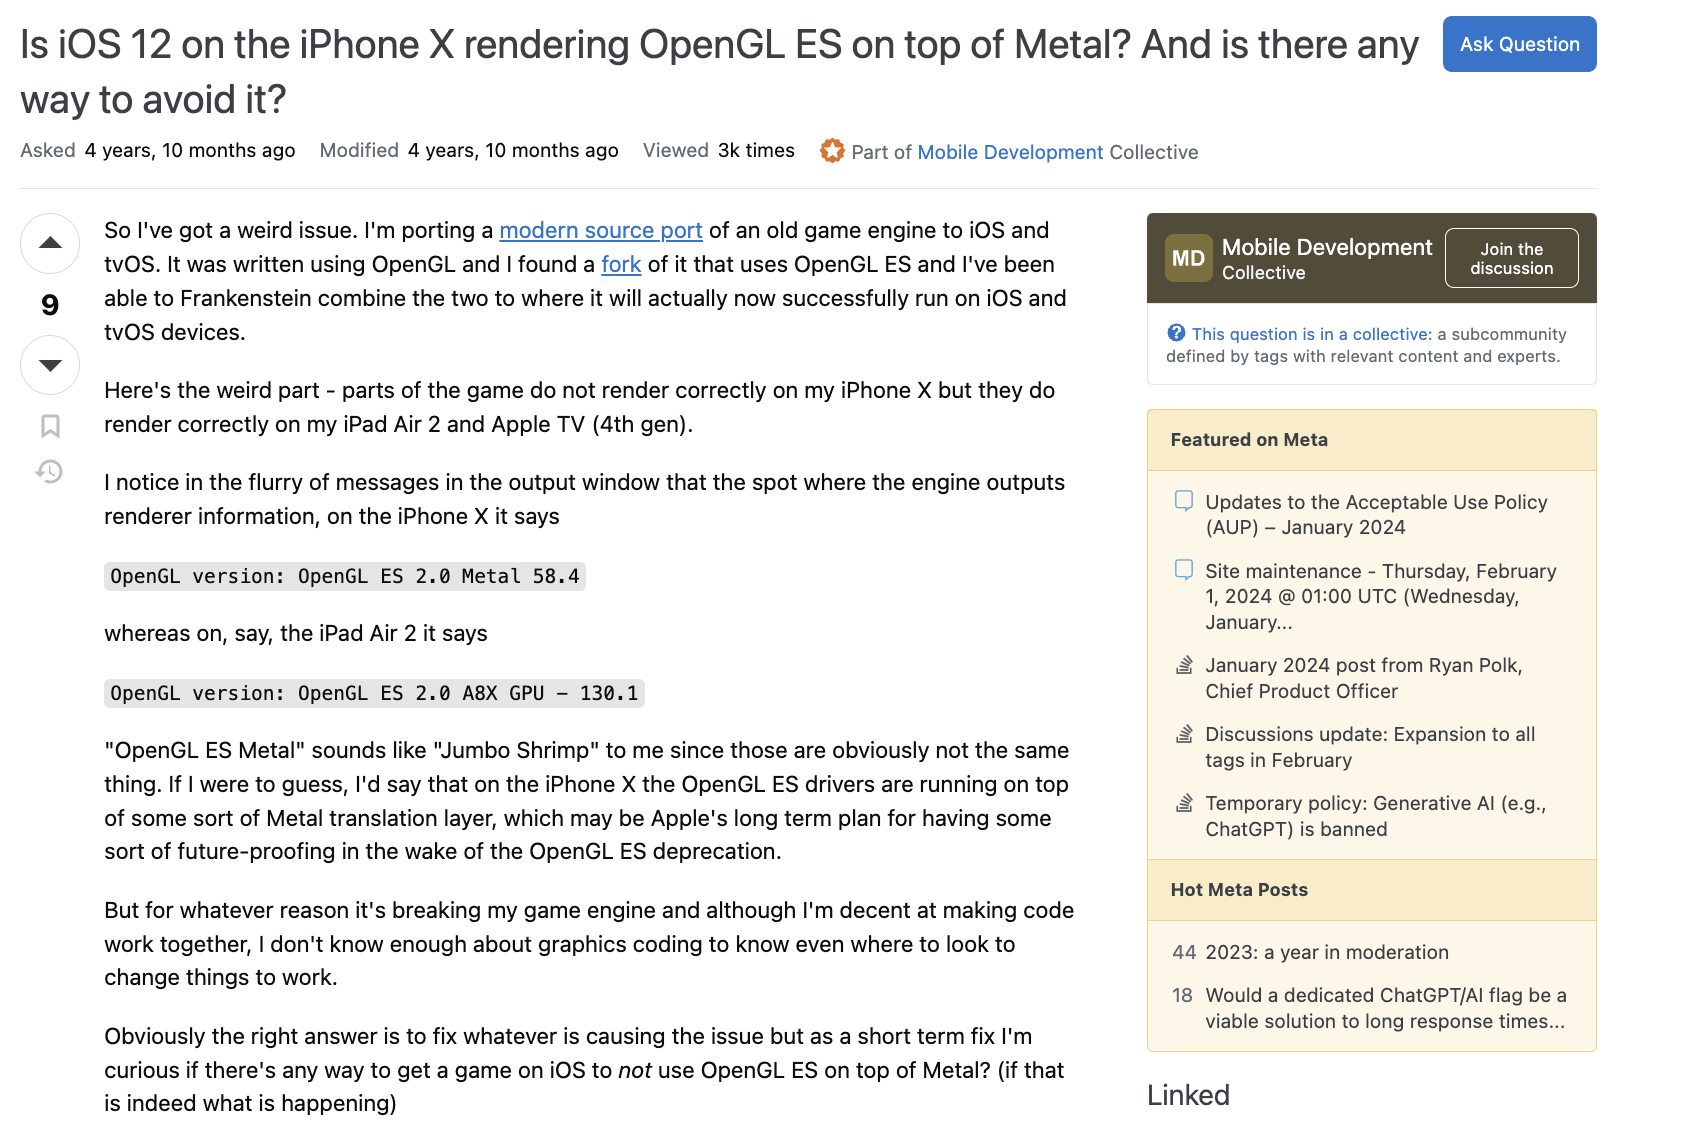 Is iOS 12 on the iPhone X rendering OpenGL ES on top of Metal? And is there any
way to avoid it?
Ask Question
Asked 4 years, 10 months ago Modified 4 years, 10 months ago Viewed 3k times Part of Mobile Development Collective
9
So I've got a weird issue. I'm porting a modern source port of an old game engine to iOS and
tvOS. It was written using OpenGL and I found a fork of it that uses OpenGL ES and I've been
able to Frankenstein combine the two to where it will actually now successfully run on iOS and
tvOS devices.
Here's the weird part - parts of the game do not render correctly on my iPhone X but they do
render correctly on my iPad Air 2 and Apple TV (4th gen).
I notice in the flurry of messages in the output window that the spot where the engine outputs
renderer information, on the iPhone X it says
OpenGL version: OpenGL ES 2.0 Metal 58.4
whereas on, say, the iPad Air 2 it says
OpenGL version: OpenGL ES 2.0 A8X GPU – 130.1
"OpenGL ES Metal" sounds like "Jumbo Shrimp" to me since those are obviously not the same
thing. If I were to guess, I'd say that on the iPhone X the OpenGL ES drivers are running on top
of some sort of Metal translation layer, which may be Apple's long term plan for having some
sort of future-proofing in the wake of the OpenGL ES deprecation.
But for whatever reason it's breaking my game engine and although I'm decent at making code
work together, I don't know enough about graphics coding to know even where to look to
change things to work.
Obviously the right answer is to fix whatever is causing the issue but as a short term fix I'm
curious if there's any way to get a game on iOS to not use OpenGL ES on top of Metal? (if that
is indeed what is happening)
MD
Mobile Development
Collective
Join the
discussion
This question is in a collective: a subcommunity
defined by tags with relevant content and experts.
Featured on Meta
Updates to the Acceptable Use Policy
(AUP) – January 2024
Site maintenance - Thursday, February
1, 2024 @ 01:00 UTC (Wednesday,
January...
January 2024 post from Ryan Polk,
Chief Product Officer
Discussions update: Expansion to all
tags in February
Temporary policy: Generative AI (e.g.,
ChatGPT) is banned
Hot Meta Posts
44 2023: a year in moderation
18 Would a dedicated ChatGPT/AI flag be a
viable solution to long response times...
Linked